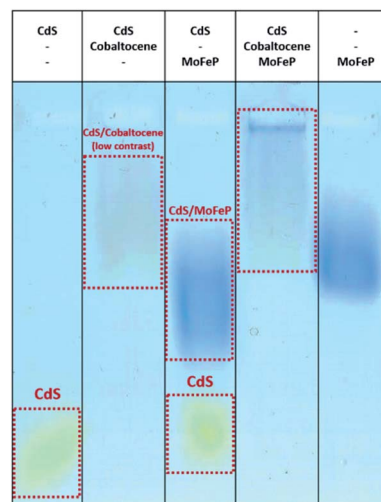 CdS
-
-
CdS
Cobaltocene
-
CdS
-
MoFeP
CdS
Cobaltocene
MoFeP
-
-
MoFeP
CdS/Cobaltocene
(low contrast)
CdS/MoFeP
CdS
CdS